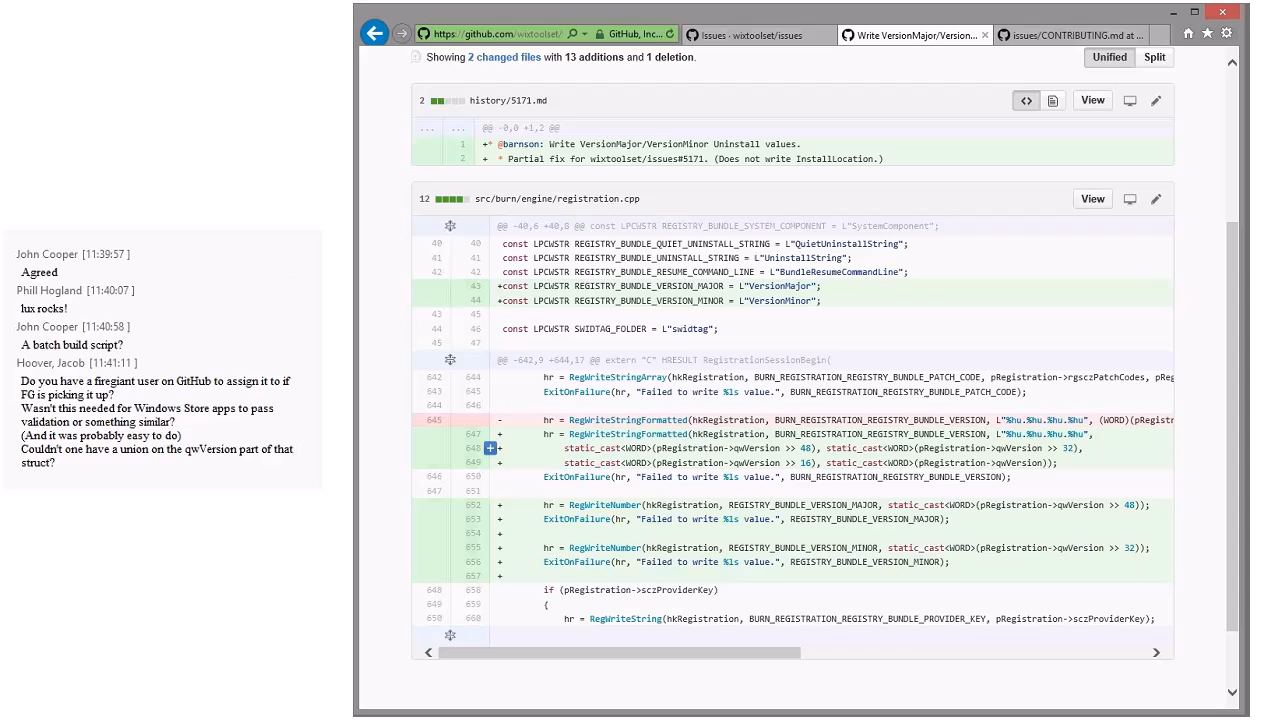 John Cooper [11:39:57 ]
Agreed
Phill Hogland [11:40:07 ]
lux rocks!
John Cooper [11:40:58 ]
A batch build script?
Hoover, Jacob [11:41:11 ]
Do you have a firegiant user on GitHub to assign it to if
FG is picking it up?
Wasn't this needed for Windows Store apps to pass
validation or something similar?
(And it was probably easy to do)
Couldn't one have a union on the qwVersion part of that
struct?
https://github.com/wixtoolset/
GitHub, Inc...
Issues · wixtoolset/issues
Write VersionMajor/Version...
issues/CONTRIBUTING.md at ...
Showing 2 changed files with 13 additions and 1 deletion.
Unified Split
2 history/5171.md
<> View
... ... @@ -0,0 +1,2 @@
1 +* @barnson: Write VersionMajor/VersionMinor Uninstall values.
2 + * Partial fix for wixtoolset/issues#5171. (Does not write InstallLocation.)
12 src/burn/engine/registration.cpp
View
@@ -40,6 +40,8 @@ const LPCWSTR REGISTRY_BUNDLE_SYSTEM_COMPONENT = L"SystemComponent";
40 40 const LPCWSTR REGISTRY_BUNDLE_QUIET_UNINSTALL_STRING = L"QuietUninstallString";
41 41 const LPCWSTR REGISTRY_BUNDLE_UNINSTALL_STRING = L"UninstallString";
42 42 const LPCWSTR REGISTRY_BUNDLE_RESUME_COMMAND_LINE = L"BundleResumeCommandLine";
43 +const LPCWSTR REGISTRY_BUNDLE_VERSION_MAJOR = L"VersionMajor";
44 +const LPCWSTR REGISTRY_BUNDLE_VERSION_MINOR = L"VersionMinor";
43 45
44 46 const LPCWSTR SWIDTAG_FOLDER = L"swidtag";
45 47
@@ -642,9 +644,17 @@ extern "C" HRESULT RegistrationSessionBegin(
642 644 hr = RegWriteStringArray(hkRegistration, BURN_REGISTRATION_REGISTRY_BUNDLE_PATCH_CODE, pRegistration->rgsczPatchCodes, pReg
643 645 ExitOnFailure(hr, "Failed to write %ls value.", BURN_REGISTRATION_REGISTRY_BUNDLE_PATCH_CODE);
644 646
645 - hr = RegWriteStringFormatted(hkRegistration, BURN_REGISTRATION_REGISTRY_BUNDLE_VERSION, L"%hu.%hu.%hu.%hu", (WORD)(pRegistr
647 + hr = RegWriteStringFormatted(hkRegistration, BURN_REGISTRATION_REGISTRY_BUNDLE_VERSION, L"%hu.%hu.%hu.%hu",
648 + static_cast<WORD>(pRegistration->qwVersion >> 48), static_cast<WORD>(pRegistration->qwVersion >> 32),
649 + static_cast<WORD>(pRegistration->qwVersion >> 16), static_cast<WORD>(pRegistration->qwVersion));
646 650 ExitOnFailure(hr, "Failed to write %ls value.", BURN_REGISTRATION_REGISTRY_BUNDLE_VERSION);
647 651
652 + hr = RegWriteNumber(hkRegistration, REGISTRY_BUNDLE_VERSION_MAJOR, static_cast<WORD>(pRegistration->qwVersion >> 48));
653 + ExitOnFailure(hr, "Failed to write %ls value.", REGISTRY_BUNDLE_VERSION_MAJOR);
654 +
655 + hr = RegWriteNumber(hkRegistration, REGISTRY_BUNDLE_VERSION_MINOR, static_cast<WORD>(pRegistration->qwVersion >> 32));
656 + ExitOnFailure(hr, "Failed to write %ls value.", REGISTRY_BUNDLE_VERSION_MINOR);
657 +
648 658 if (pRegistration->sczProviderKey)
649 659 {
650 660 hr = RegWriteString(hkRegistration, BURN_REGISTRATION_REGISTRY_BUNDLE_PROVIDER_KEY, pRegistration->sczProviderKey);